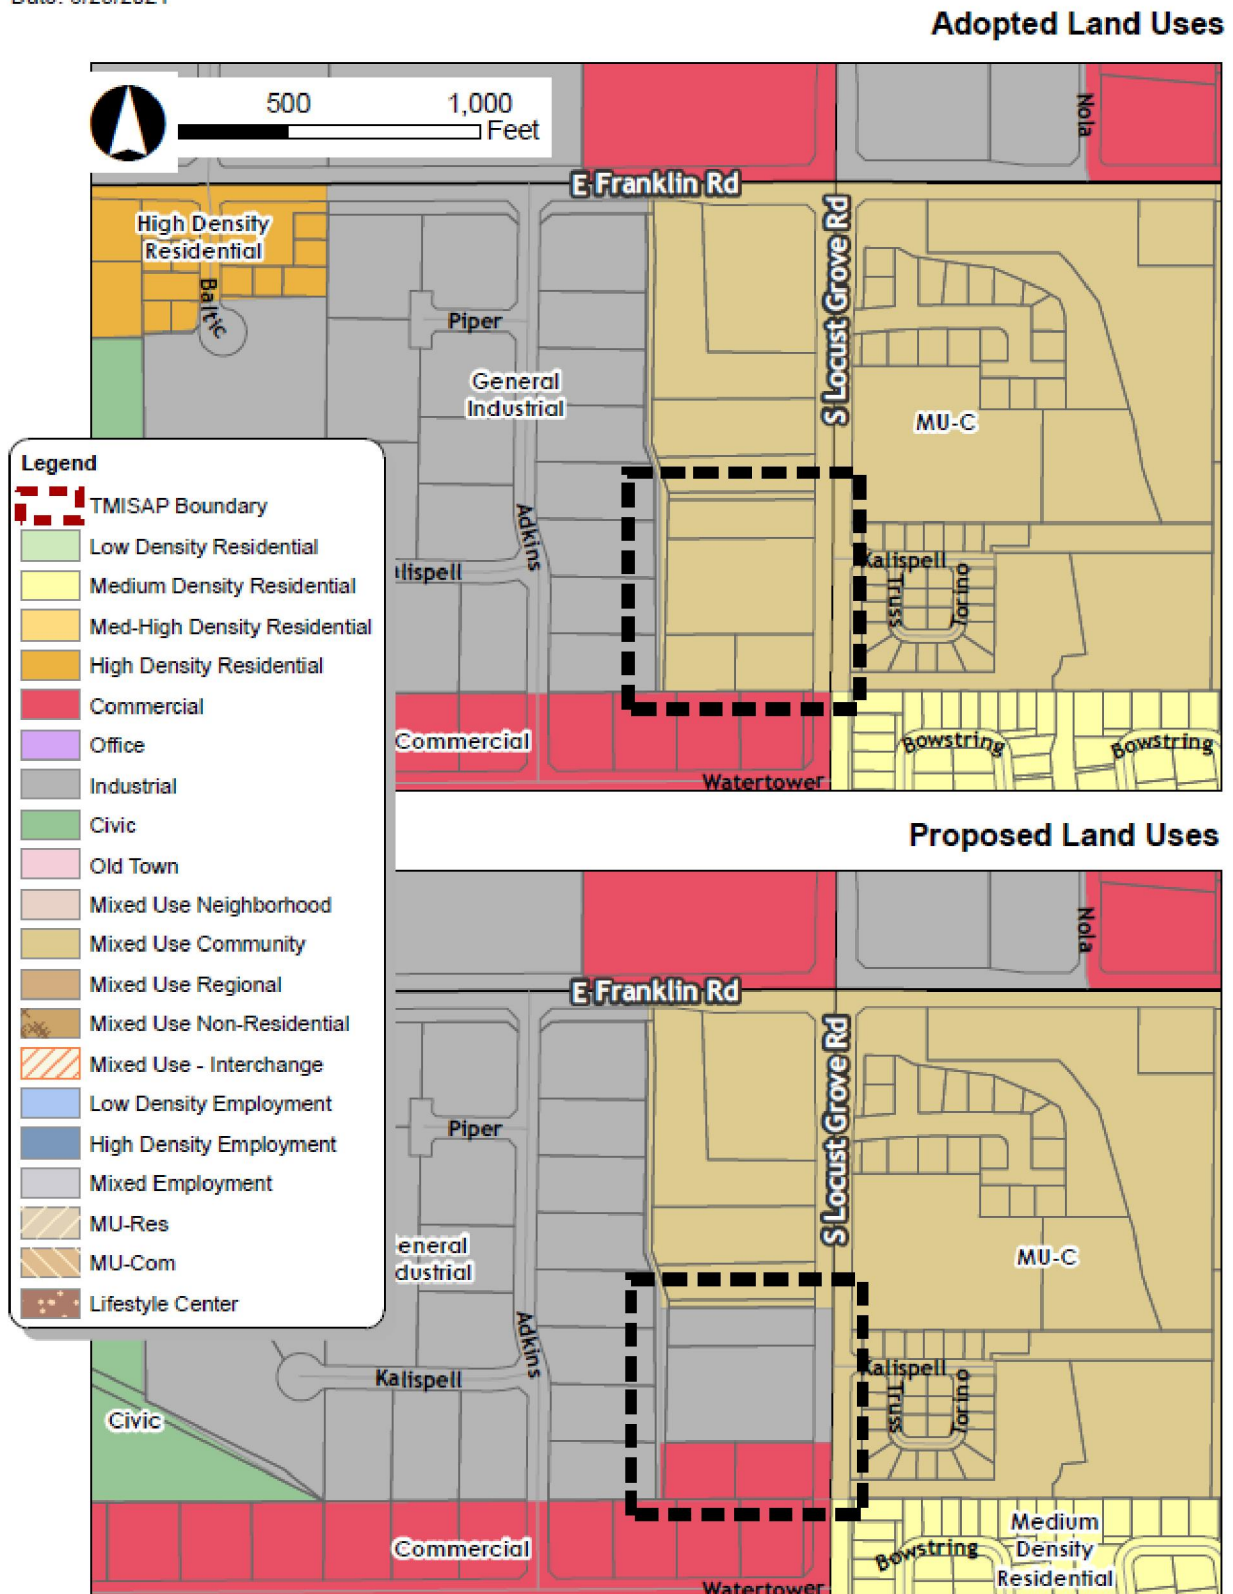 Adopted Land Uses
500 1,000
Feet
Nola
E Franklin Rd
High Density
Residential
Baltic
S Locust Grove Rd
Piper
General
Industrial
MU-C
Adkins
Kalispell
Truss
Torino
Commercial
Bowstring
Bowstring
Watertower
Legend
TMISAP Boundary
Low Density Residential
Medium Density Residential
Med-High Density Residential
High Density Residential
Commercial
Office
Industrial
Civic
Old Town
Mixed Use Neighborhood
Mixed Use Community
Mixed Use Regional
Mixed Use Non-Residential
Mixed Use - Interchange
Low Density Employment
High Density Employment
Mixed Employment
MU-Res
MU-Com
Lifestyle Center
Proposed Land Uses
Nola
E Franklin Rd
S Locust Grove Rd
Piper
eneral
dustrial
MU-C
Adkins
Kalispell
Kalispell
Truss
Torino
Civic
Commercial
Bowstring
Medium
Density
Residential
Watertower